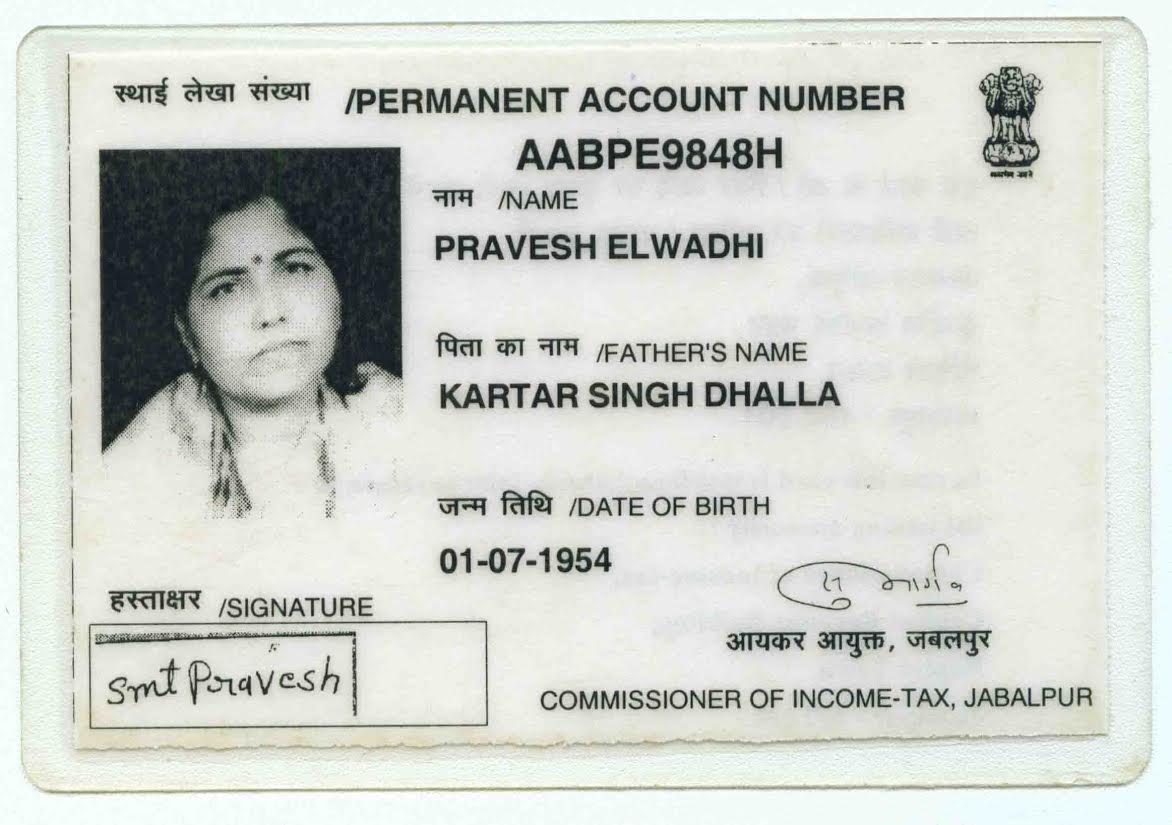 स्थाई लेखा संख्या /PERMANENT ACCOUNT NUMBER
AABPE9848H
नाम /NAME
PRAVESH ELWADHI
पिता का नाम /FATHER'S NAME
KARTAR SINGH DHALLA
जन्म तिथि /DATE OF BIRTH
01-07-1954
हस्ताक्षर /SIGNATURE
Smt Pravesh
आयकर आयुक्त, जबलपुर
COMMISSIONER OF INCOME-TAX, JABALPUR